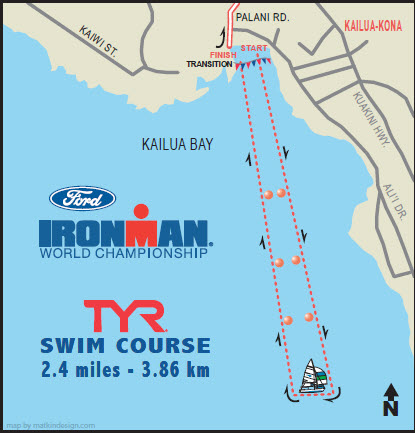 PALANI RD.
KAIWI ST.
KAILUA-KONA
FINISH START
TRANSITION
KUAKINI HWY.
KAILUA BAY
ALI'I DR.
Ford
IRONMAN®
WORLD CHAMPIONSHIP
TYR®
SWIM COURSE
2.4 miles - 3.86 km
N
map by matkindesign.com